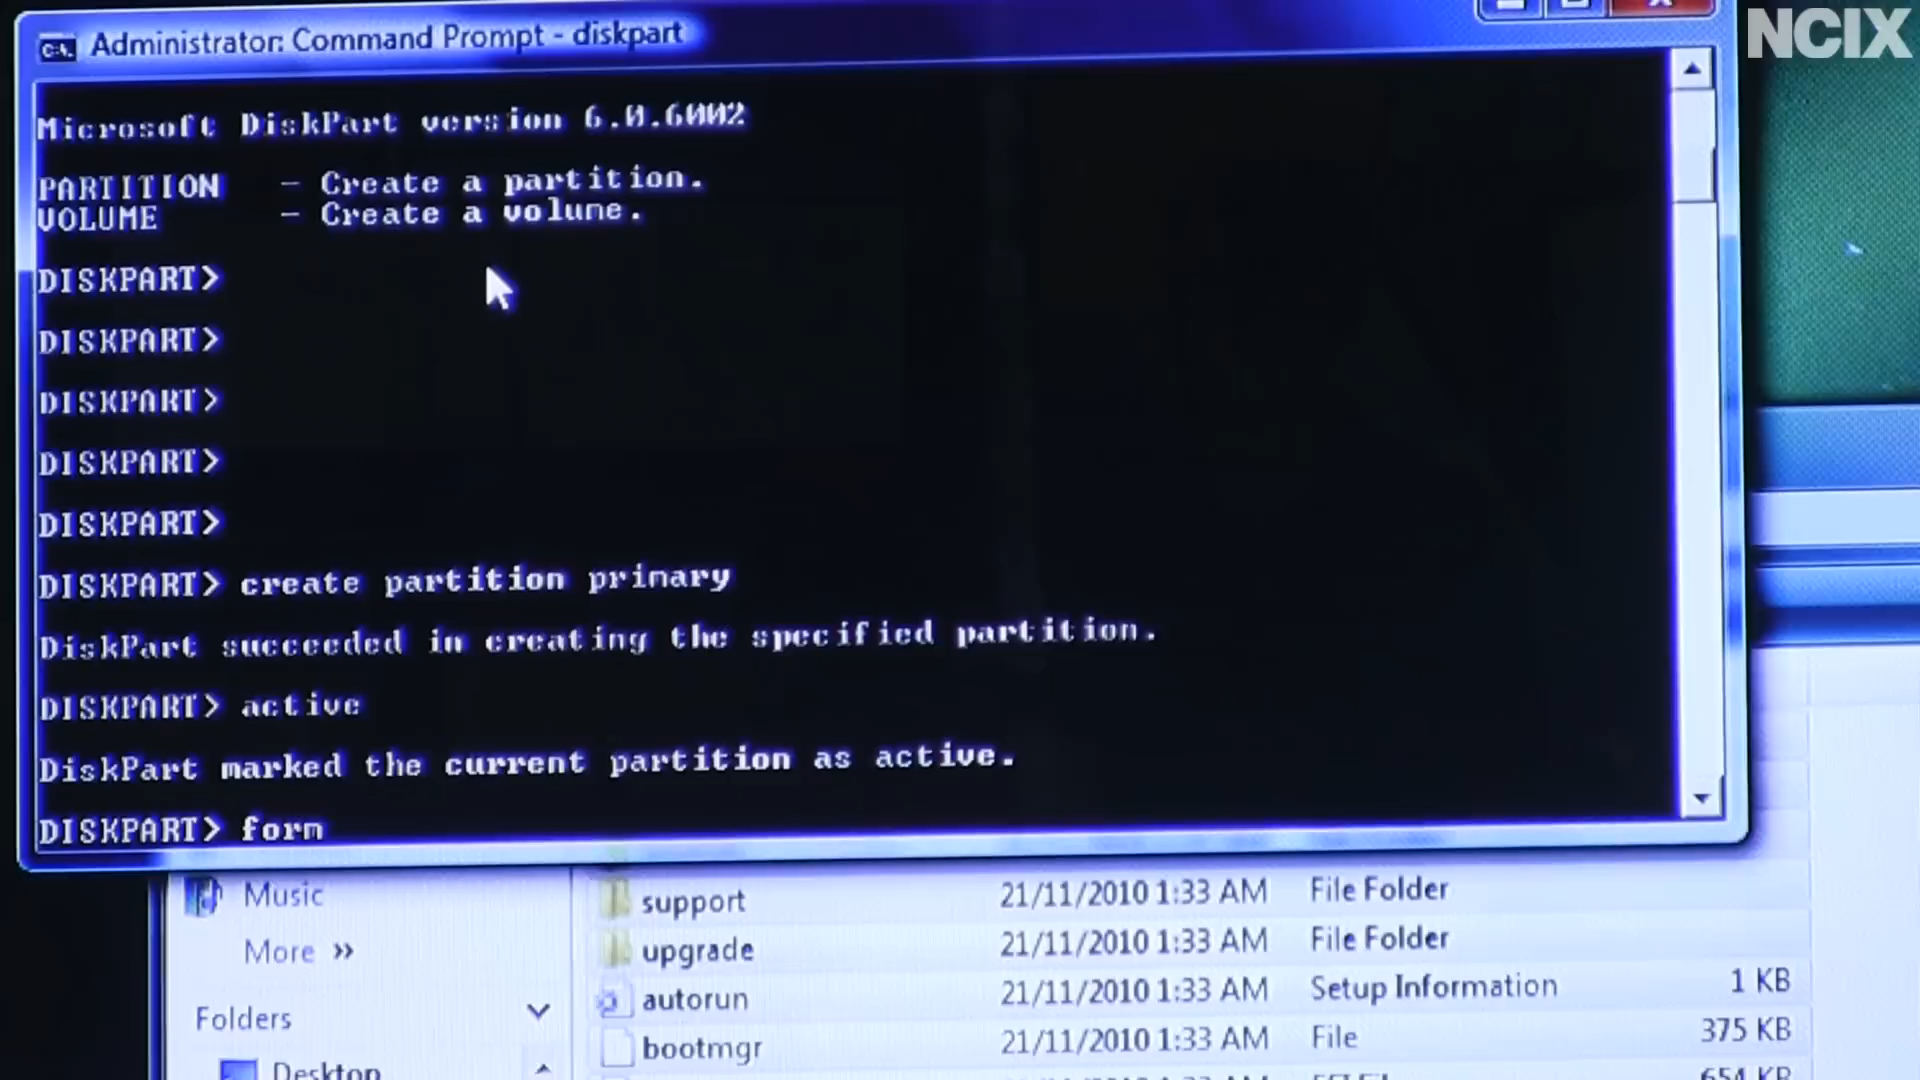 NCIX
Administrator: Command Prompt - diskpart
Microsoft DiskPart version 6.0.6002
PARTITION - Create a partition.
VOLUME - Create a volume.
DISKPART>
DISKPART>
DISKPART>
DISKPART>
DISKPART>
DISKPART> create partition primary
DiskPart succeeded in creating the specified partition.
DISKPART> active
DiskPart marked the current partition as active.
DISKPART> form
Music
More »
Folders
Desktop
support 21/11/2010 1:33 AM File Folder
upgrade 21/11/2010 1:33 AM File Folder
autorun 21/11/2010 1:33 AM Setup Information 1 KB
bootmgr 21/11/2010 1:33 AM File 375 KB
654 KB